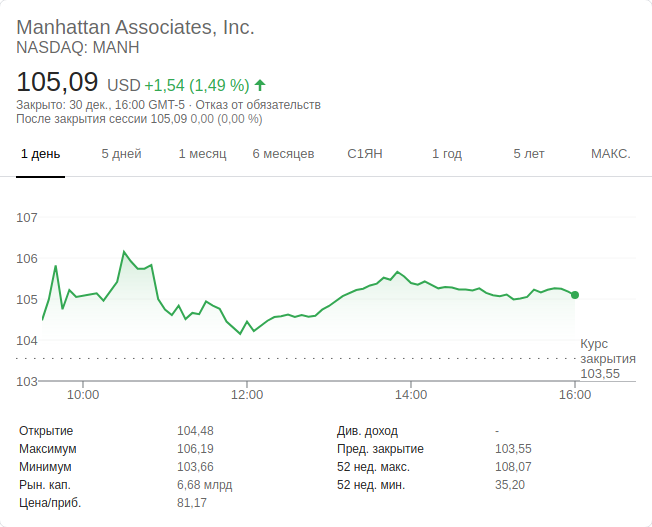 Manhattan Associates, Inc.
NASDAQ: MANH
105,09 USD +1,54 (1,49 %)
Закрыто: 30 дек., 16:00 GMT-5 · Отказ от обязательств
После закрытия сессии 105,09 0,00 (0,00 %)
1 день 5 дней 1 месяц 6 месяцев С1ЯН 1 год 5 лет МАКС.
107
106
105
104
103
Курс
закрытия
103,55
10:00 12:00 14:00 16:00
Открытие 104,48 Див. доход -
Максимум 106,19 Пред. закрытие 103,55
Минимум 103,66 52 нед. макс. 108,07
Рын. кап. 6,68 млрд 52 нед. мин. 35,20
Цена/приб. 81,17